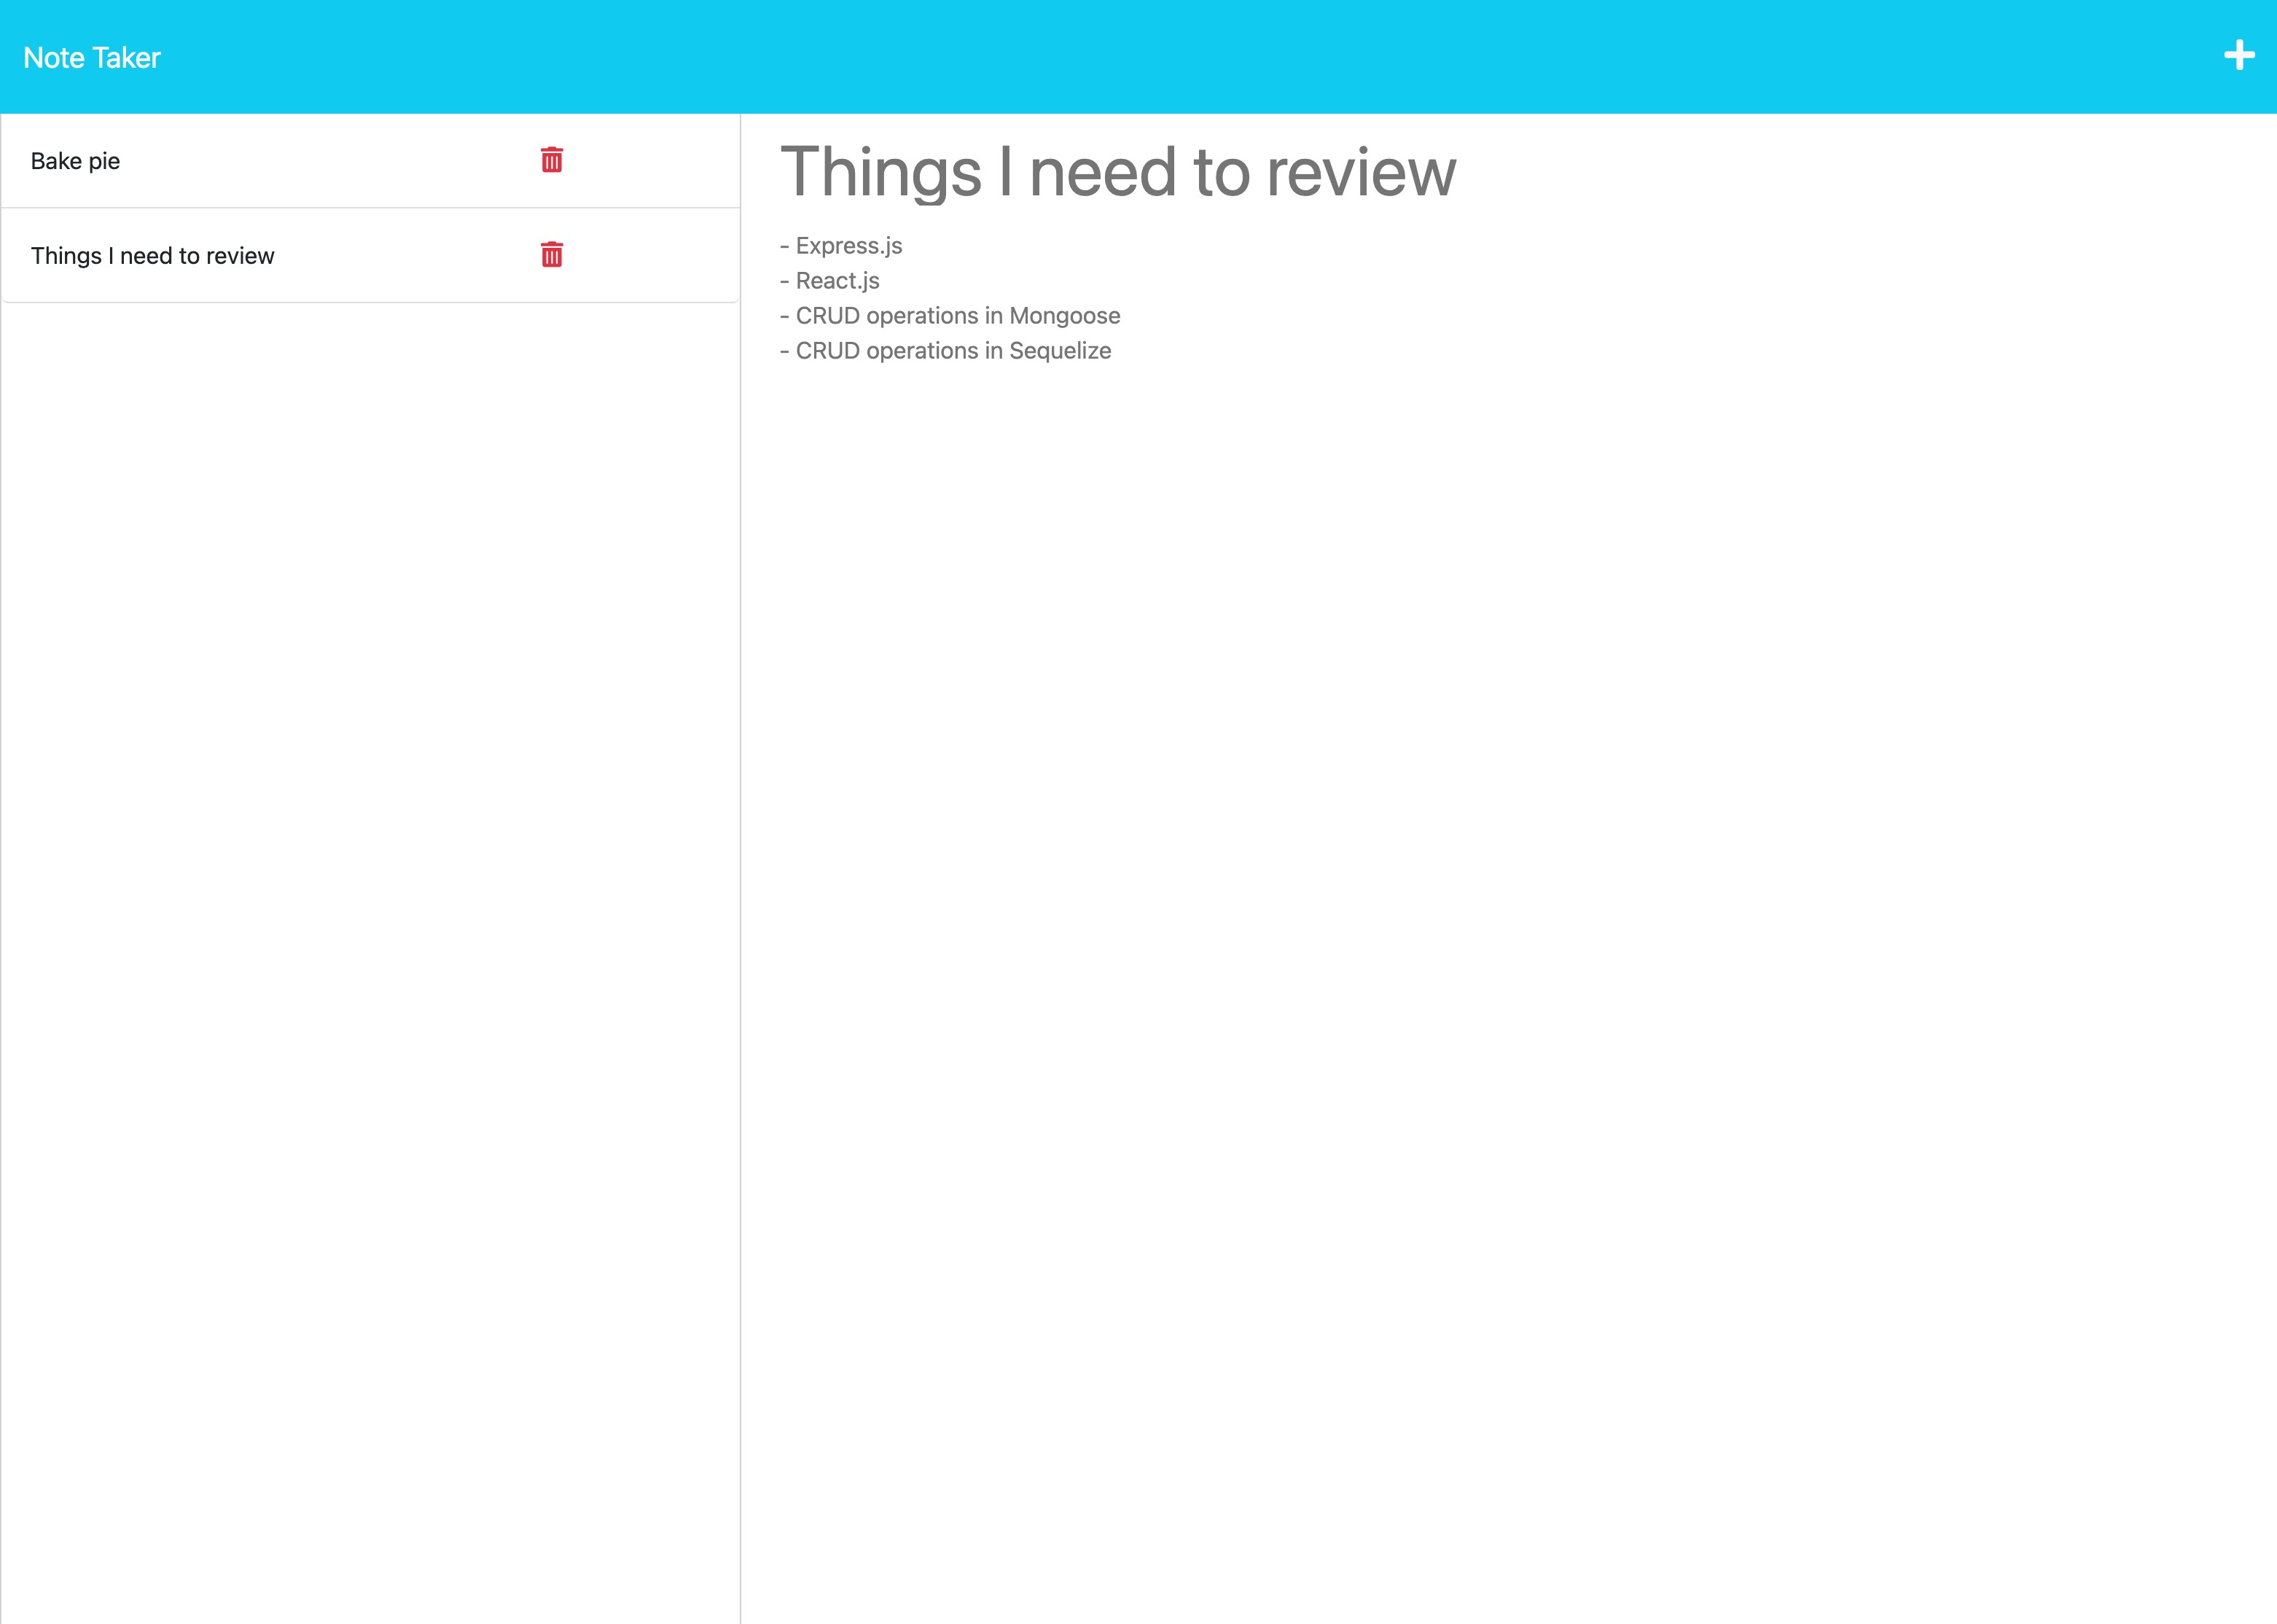 Note Taker
Bake pie
Things I need to review
Things I need to review
- Express.js
- React.js
- CRUD operations in Mongoose
- CRUD operations in Sequelize